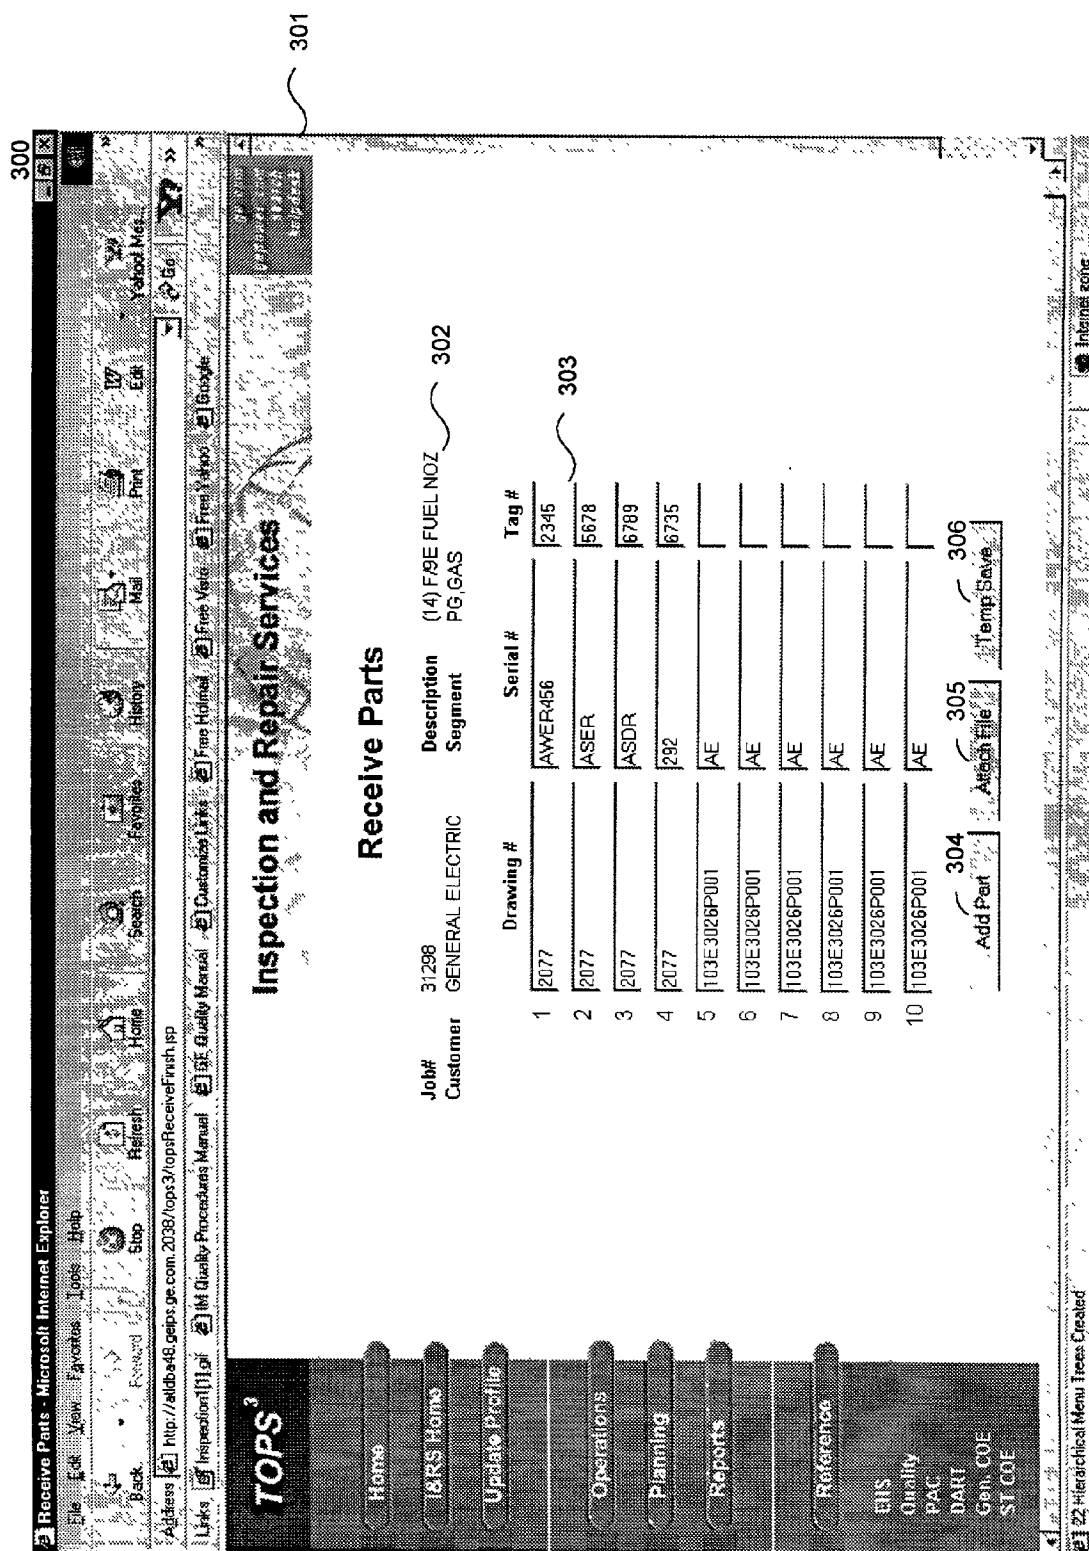 300
Receive Parts - Microsoft Internet Explorer
File Edit View Favorites Tools Help
Back Forward Stop Refresh Home Search Favorites History Mail Print Edit Yahoo! Mes...
Address http://aldba48.geips.ge.com:2038/tops3/topsReceiveFinish.jsp Go Y! »
Links Inspection1[1].gif IM Quality Procedures Manual GE Quality Manual Customize Links Free Hotmail Free Vista Free Yahoo Google »
301
TOPS3
Inspection and Repair Services
Home
I&RS Home
Update Profile
Operations
Planning
Reports
Reference
EHS
Quality
PAC
DART
Gen. COE
ST COE
Receive Parts
Job# 31298 Description (14) F/9E FUEL NOZ
Customer GENERAL ELECTRIC Segment PG,GAS
302
Drawing # Serial # Tag #
1 2077 AWER456 2345
303
2 2077 ASER 5678
3 2077 ASDR 6789
4 2077 292 6735
5 103E3026P001 AE
6 103E3026P001 AE
7 103E3026P001 AE
8 103E3026P001 AE
9 103E3026P001 AE
10 103E3026P001 AE
304 305 306
Add Part Attach File Temp Save
22 Hierarchical Menu Trees Created Internet zone